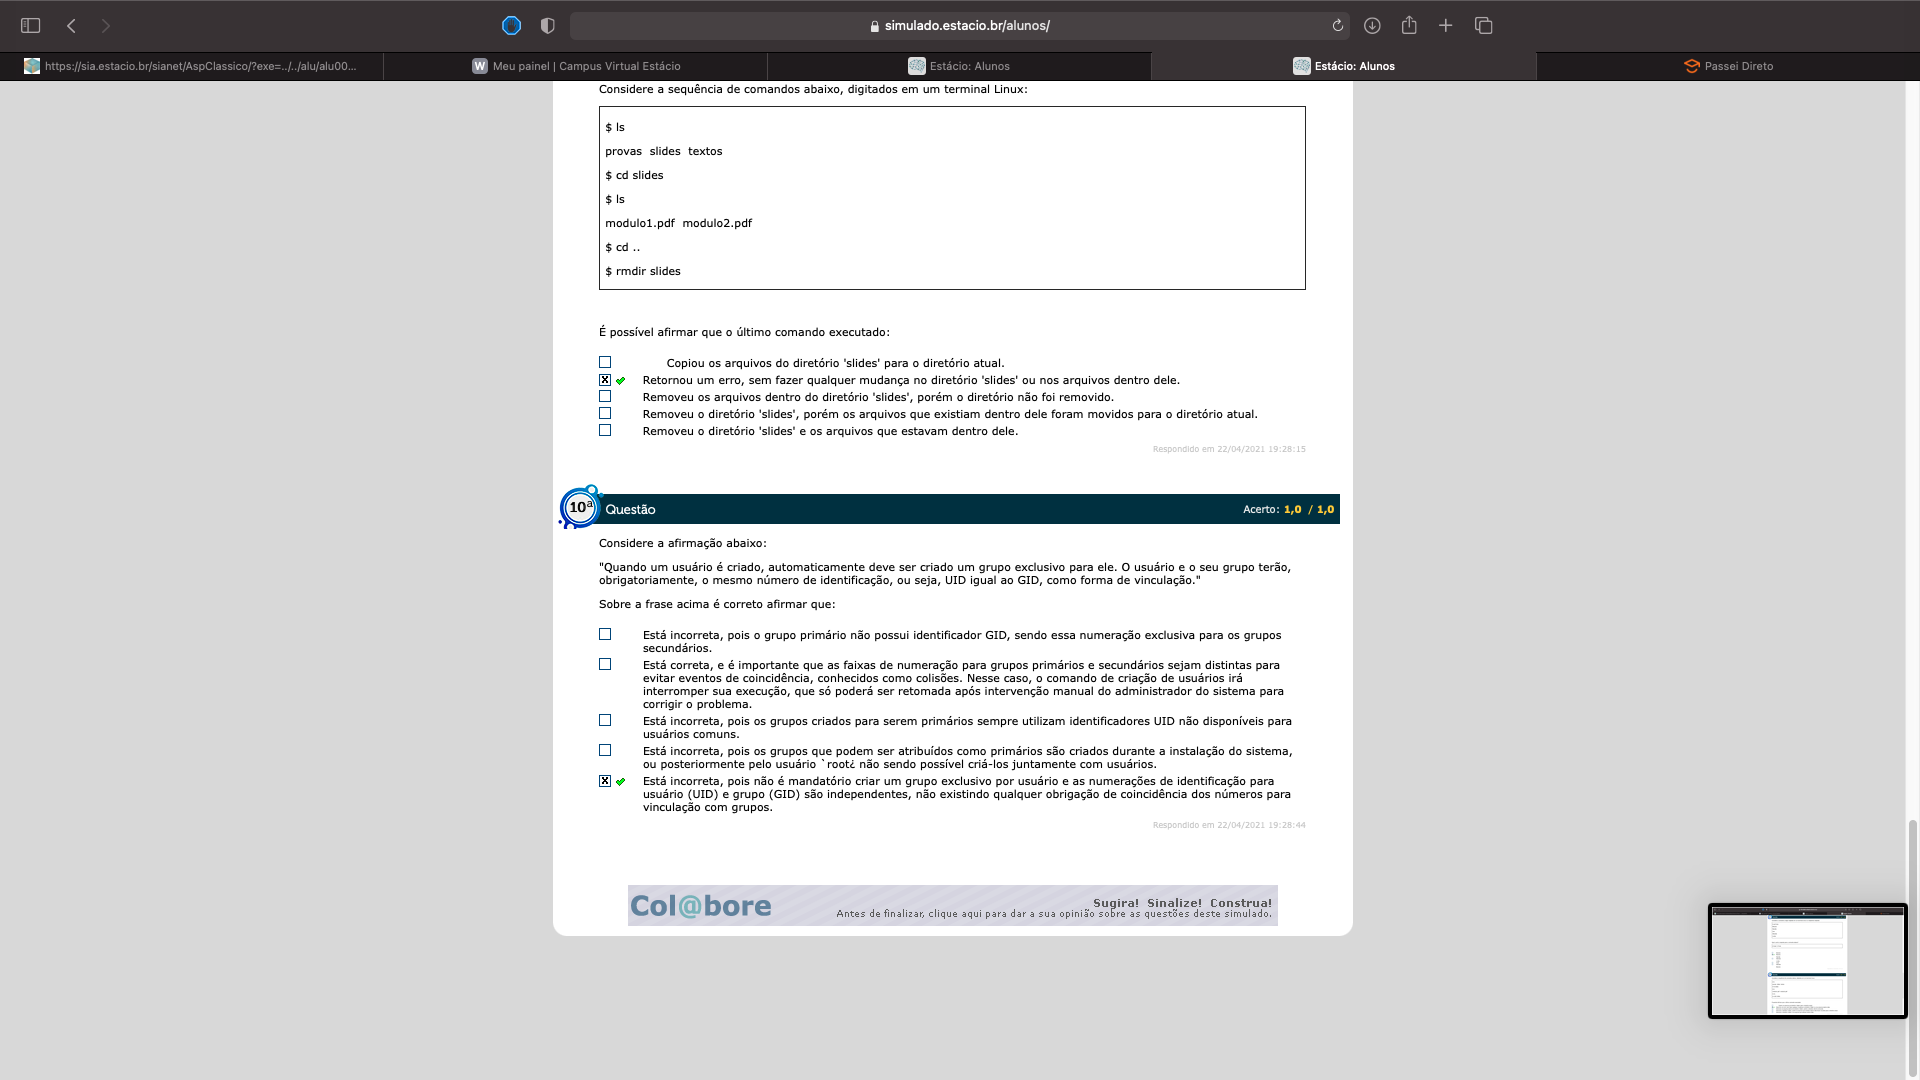 simulado.estacio.br/alunos/
https://sia.estacio.br/sianet/AspClassico/?exe=../../alu/alu00...
W Meu painel | Campus Virtual Estácio
Estácio: Alunos
Estácio: Alunos
Passei Direto
Considere a sequência de comandos abaixo, digitados em um terminal Linux:
$ ls
provas slides textos
$ cd slides
$ ls
modulo1.pdf modulo2.pdf
$ cd ..
$ rmdir slides
É possível afirmar que o último comando executado:
Copiou os arquivos do diretório 'slides' para o diretório atual.
X Retornou um erro, sem fazer qualquer mudança no diretório 'slides' ou nos arquivos dentro dele.
Removeu os arquivos dentro do diretório 'slides', porém o diretório não foi removido.
Removeu o diretório 'slides', porém os arquivos que existiam dentro dele foram movidos para o diretório atual.
Removeu o diretório 'slides' e os arquivos que estavam dentro dele.
Respondido em 22/04/2021 19:28:15
10ª Questão
Acerto: 1,0 / 1,0
Considere a afirmação abaixo:
"Quando um usuário é criado, automaticamente deve ser criado um grupo exclusivo para ele. O usuário e o seu grupo terão,
obrigatoriamente, o mesmo número de identificação, ou seja, UID igual ao GID, como forma de vinculação."
Sobre a frase acima é correto afirmar que:
Está incorreta, pois o grupo primário não possui identificador GID, sendo essa numeração exclusiva para os grupos
secundários.
Está correta, e é importante que as faixas de numeração para grupos primários e secundários sejam distintas para
evitar eventos de coincidência, conhecidos como colisões. Nesse caso, o comando de criação de usuários irá
interromper sua execução, que só poderá ser retomada após intervenção manual do administrador do sistema para
corrigir o problema.
Está incorreta, pois os grupos criados para serem primários sempre utilizam identificadores UID não disponíveis para
usuários comuns.
Está incorreta, pois os grupos que podem ser atribuídos como primários são criados durante a instalação do sistema,
ou posteriormente pelo usuário `root¿ não sendo possível criá-los juntamente com usuários.
X Está incorreta, pois não é mandatório criar um grupo exclusivo por usuário e as numerações de identificação para
usuário (UID) e grupo (GID) são independentes, não existindo qualquer obrigação de coincidência dos números para
vinculação com grupos.
Respondido em 22/04/2021 19:28:44
Col@bore
Sugira! Sinalize! Construa!
Antes de finalizar, clique aqui para dar a sua opinião sobre as questões deste simulado.